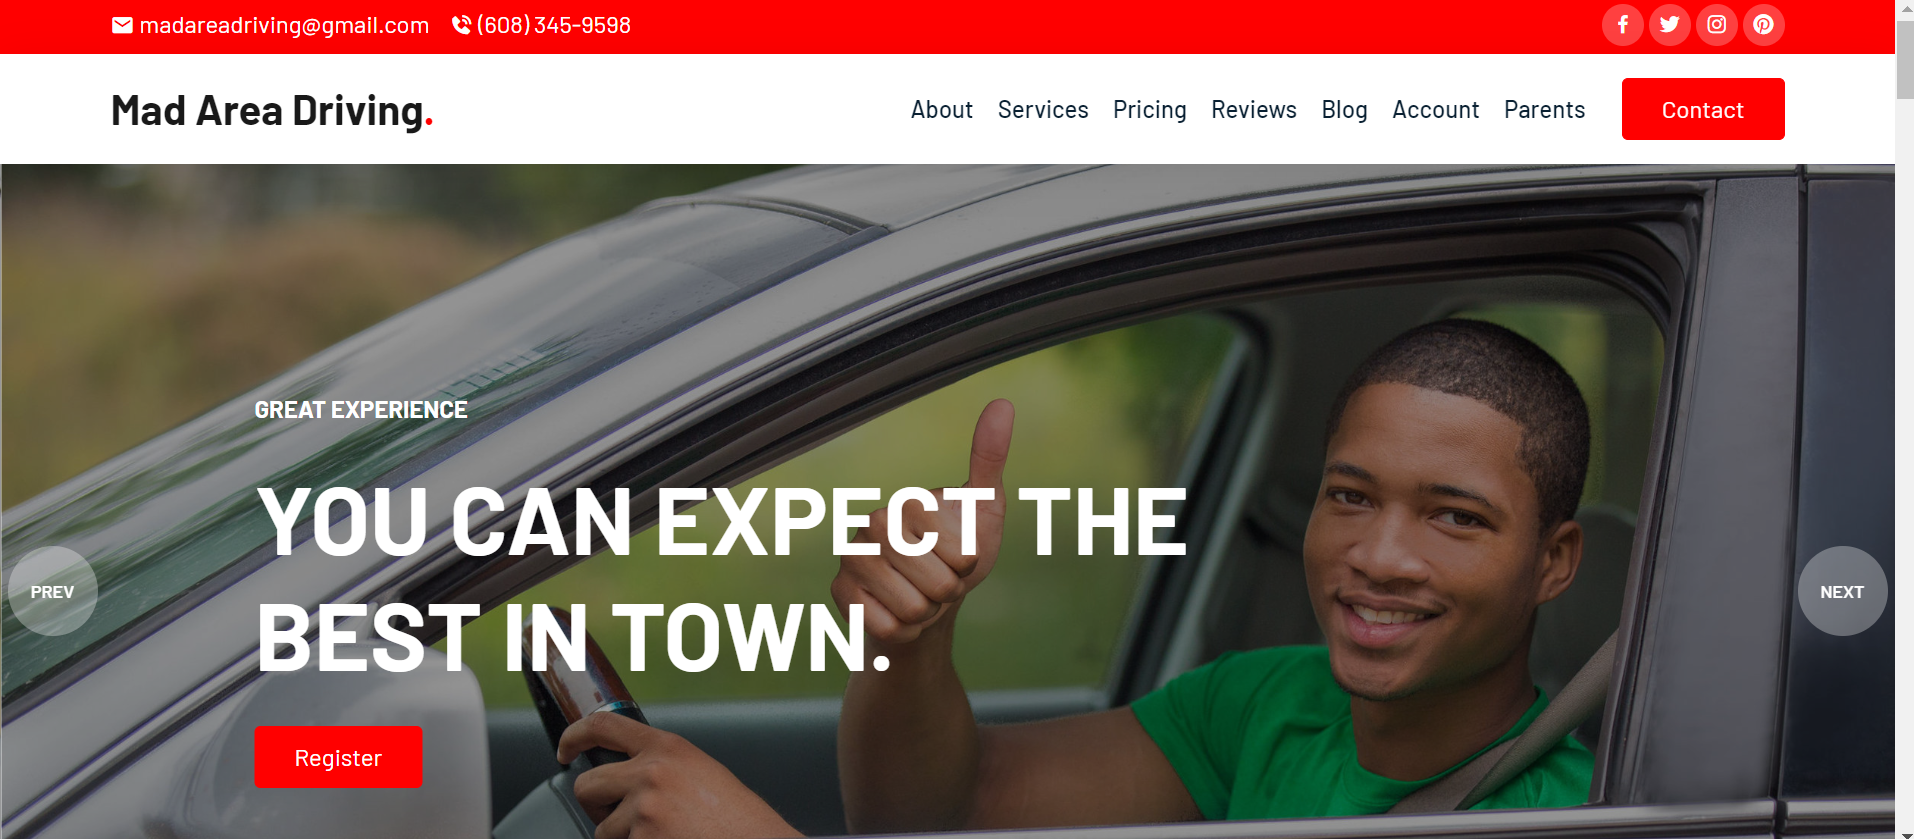 madareadriving@gmail.com (608) 345-9598
Mad Area Driving.
About Services Pricing Reviews Blog Account Parents Contact
GREAT EXPERIENCE
YOU CAN EXPECT THE
BEST IN TOWN.
PREV
NEXT
Register